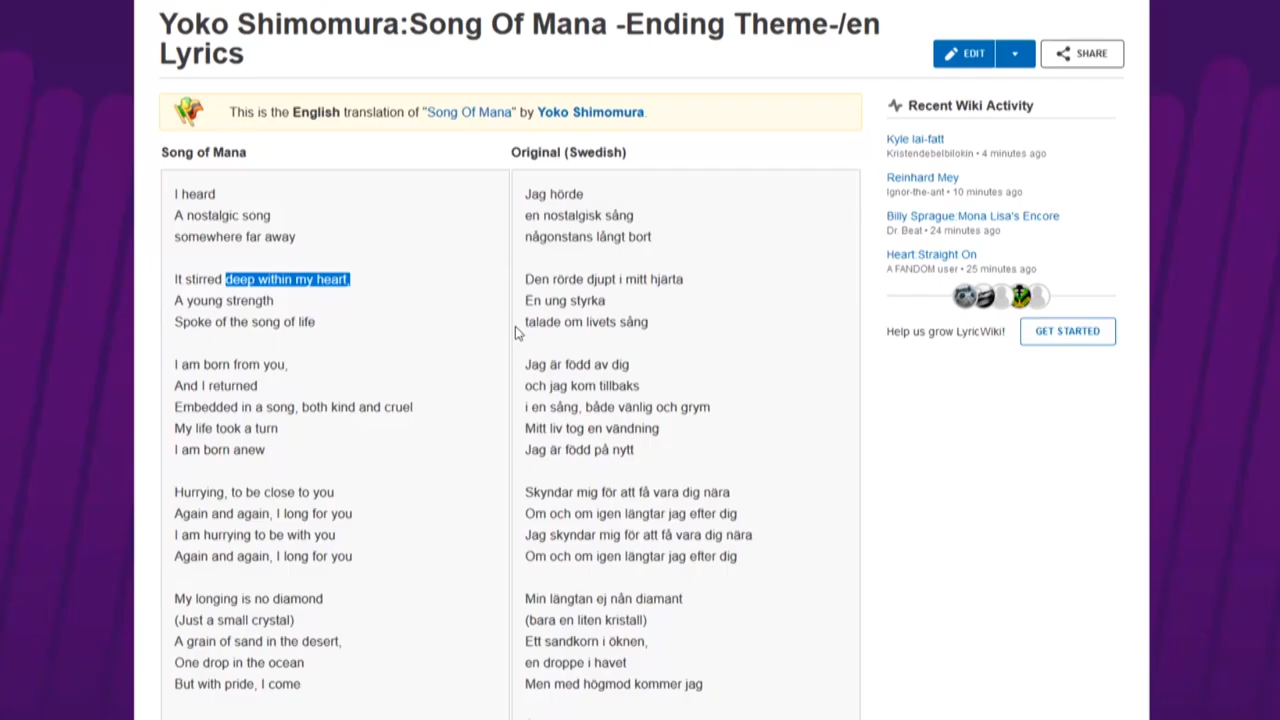 Yoko Shimomura:Song Of Mana -Ending Theme-/en
Lyrics
EDIT
SHARE
This is the English translation of "Song Of Mana" by Yoko Shimomura.
Song of Mana
I heard
A nostalgic song
somewhere far away
It stirred deep within my heart,
A young strength
Spoke of the song of life
I am born from you,
And I returned
Embedded in a song, both kind and cruel
My life took a turn
I am born anew
Hurrying, to be close to you
Again and again, I long for you
I am hurrying to be with you
Again and again, I long for you
My longing is no diamond
(Just a small crystal)
A grain of sand in the desert,
One drop in the ocean
But with pride, I come
Original (Swedish)
Jag hörde
en nostalgisk sång
någonstans långt bort
Den rörde djupt i mitt hjärta
En ung styrka
talade om livets sång
Jag är född av dig
och jag kom tillbaks
i en sång, både vänlig och grym
Mitt liv tog en vändning
Jag är född på nytt
Skyndar mig för att få vara dig nära
Om och om igen längtar jag efter dig
Jag skyndar mig för att få vara dig nära
Om och om igen längtar jag efter dig
Min längtan ej nån diamant
(bara en liten kristall)
Ett sandkorn i öknen,
en droppe i havet
Men med högmod kommer jag
Recent Wiki Activity
Kyle lai-fatt
Kristendebelbilokin • 4 minutes ago
Reinhard Mey
Ignor-the-ant • 10 minutes ago
Billy Sprague Mona Lisa's Encore
Dr. Beat • 24 minutes ago
Heart Straight On
A FANDOM user • 25 minutes ago
Help us grow LyricWiki!
GET STARTED